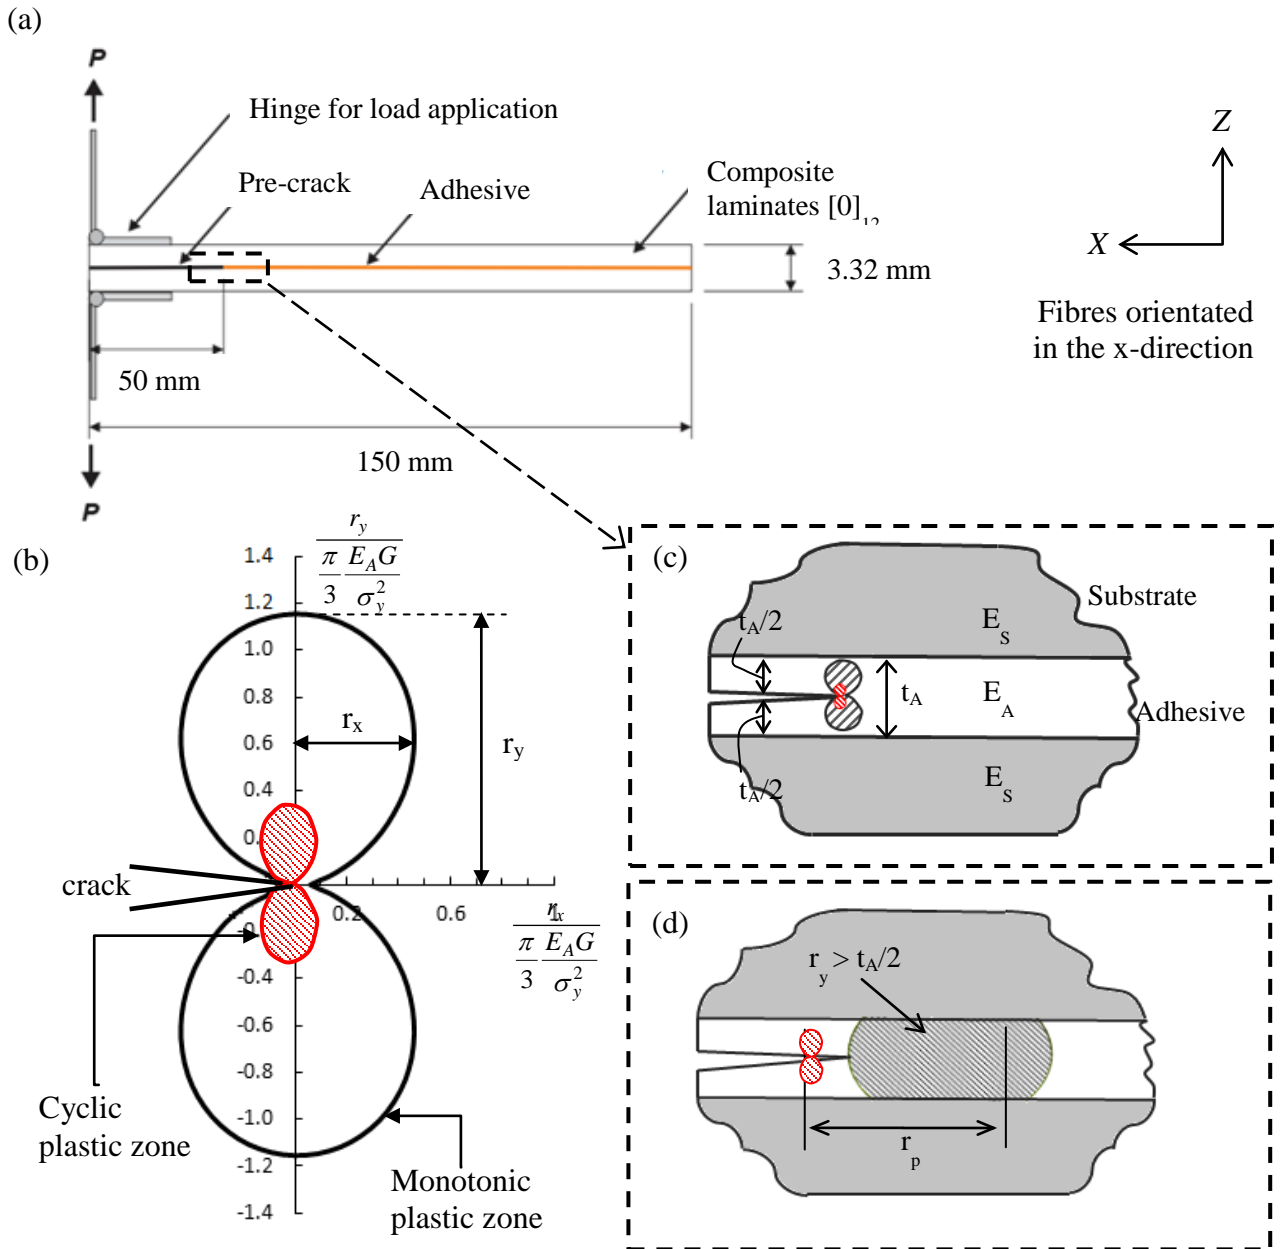 (a)
P
Hinge for load application
Pre-crack
Adhesive
Composite
laminates [0]₁₂
Z
X
3.32 mm
Fibres orientated
in the x-direction
50 mm
150 mm
P
(b)
r_y
π/3 E_A G/σ_y²
1.4
1.2
1.0
0.8
0.6
0.4
r_x
r_y
crack
0.2
0.6
r_x
π/3 E_A G/σ_y²
-0.4
-0.6
-0.8
-1.0
-1.2
-1.4
Cyclic
plastic zone
Monotonic
plastic zone
(c)
Substrate
E_S
t_A/2
t_A
E_A
Adhesive
t_A/2
E_S
(d)
r_y > t_A/2
r_p